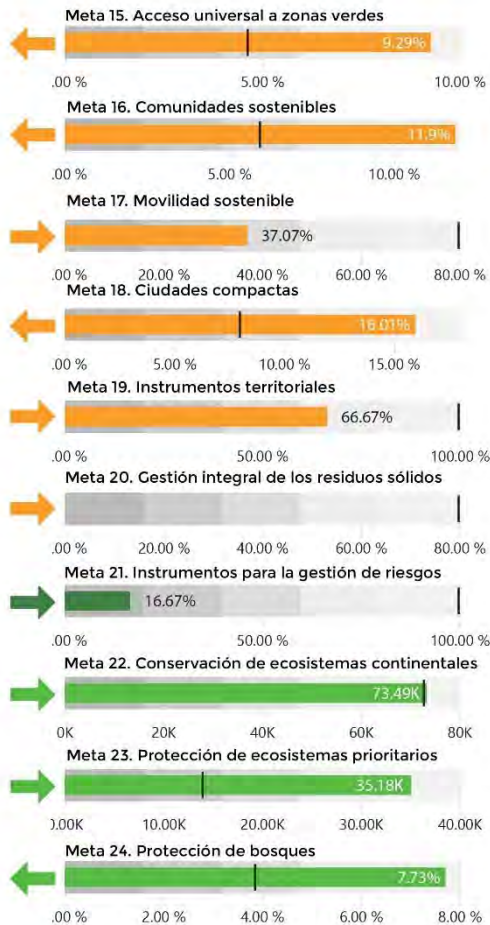 Meta 15. Acceso universal a zonas verdes
9.29%
.00 % 5.00 % 10.00 %
Meta 16. Comunidades sostenibles
11.9%
.00 % 5.00 % 10.00 %
Meta 17. Movilidad sostenible
37.07%
.00 % 20.00 % 40.00 % 60.00 % 80.00 %
Meta 18. Ciudades compactas
16.01%
.00 % 5.00 % 10.00 % 15.00 %
Meta 19. Instrumentos territoriales
66.67%
.00 % 50.00 % 100.00 %
Meta 20. Gestión integral de los residuos sólidos
.00 % 20.00 % 40.00 % 60.00 % 80.00 %
Meta 21. Instrumentos para la gestión de riesgos
16.67%
.00 % 50.00 % 100.00 %
Meta 22. Conservación de ecosistemas continentales
73.49K
0K 20K 40K 60K 80K
Meta 23. Protección de ecosistemas prioritarios
35.18K
0.00K 10.00K 20.00K 30.00K 40.00K
Meta 24. Protección de bosques
7.73%
.00 % 2.00 % 4.00 % 6.00 % 8.00 %